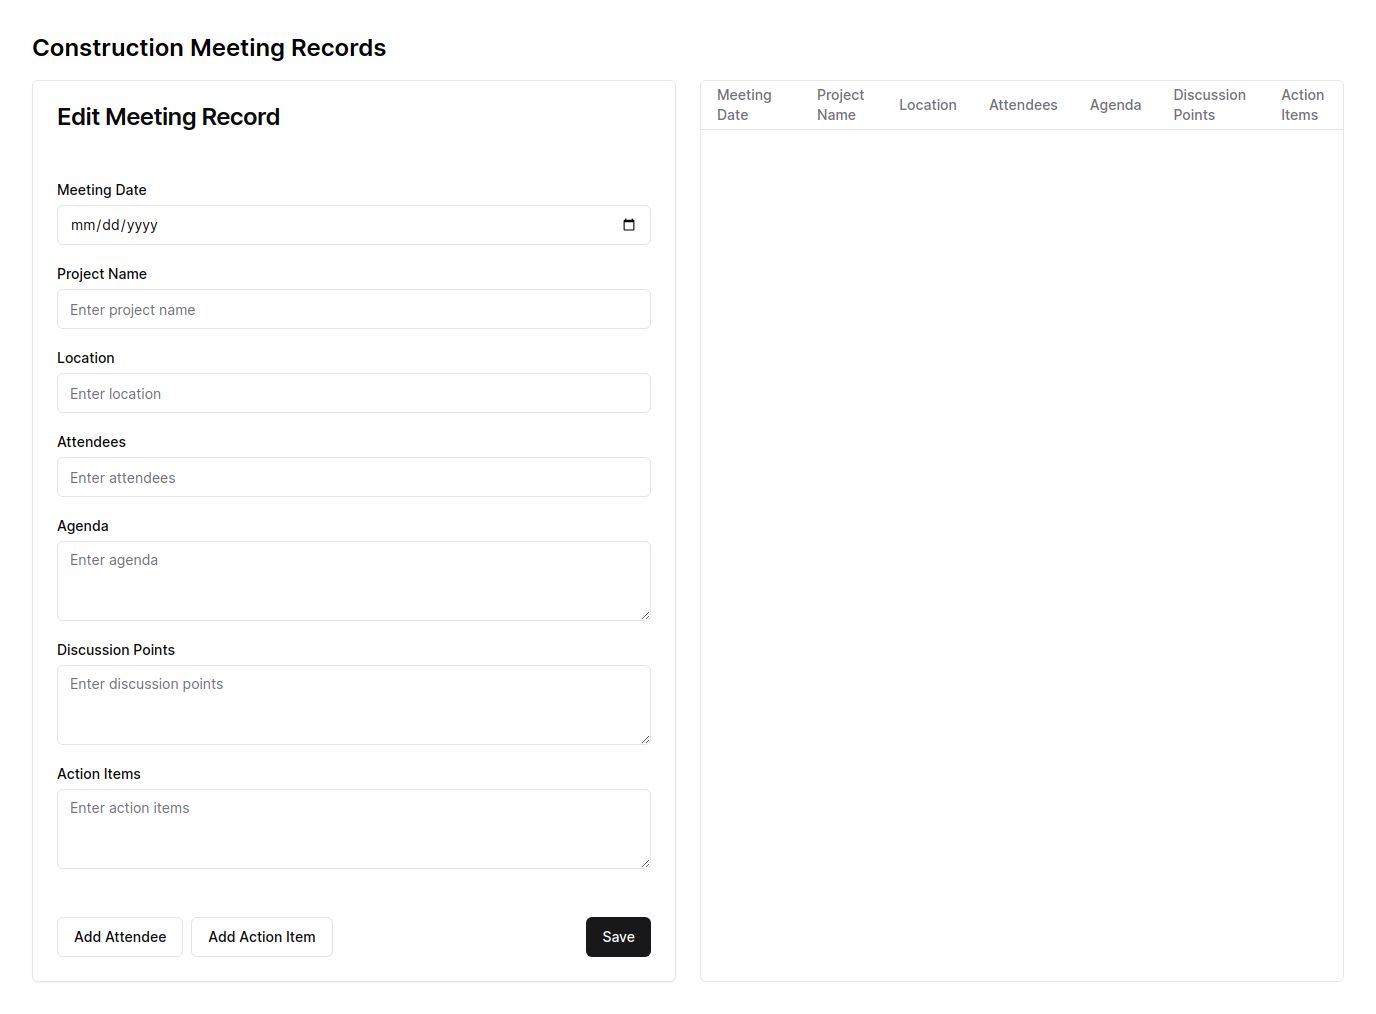 Construction Meeting Records
Edit Meeting Record
Meeting Date
mm/dd/yyyy
Project Name
Enter project name
Location
Enter location
Attendees
Enter attendees
Agenda
Enter agenda
Discussion Points
Enter discussion points
Action Items
Enter action items
Add Attendee
Add Action Item
Save
Meeting
Date
Project
Name
Location
Attendees
Agenda
Discussion
Points
Action
Items